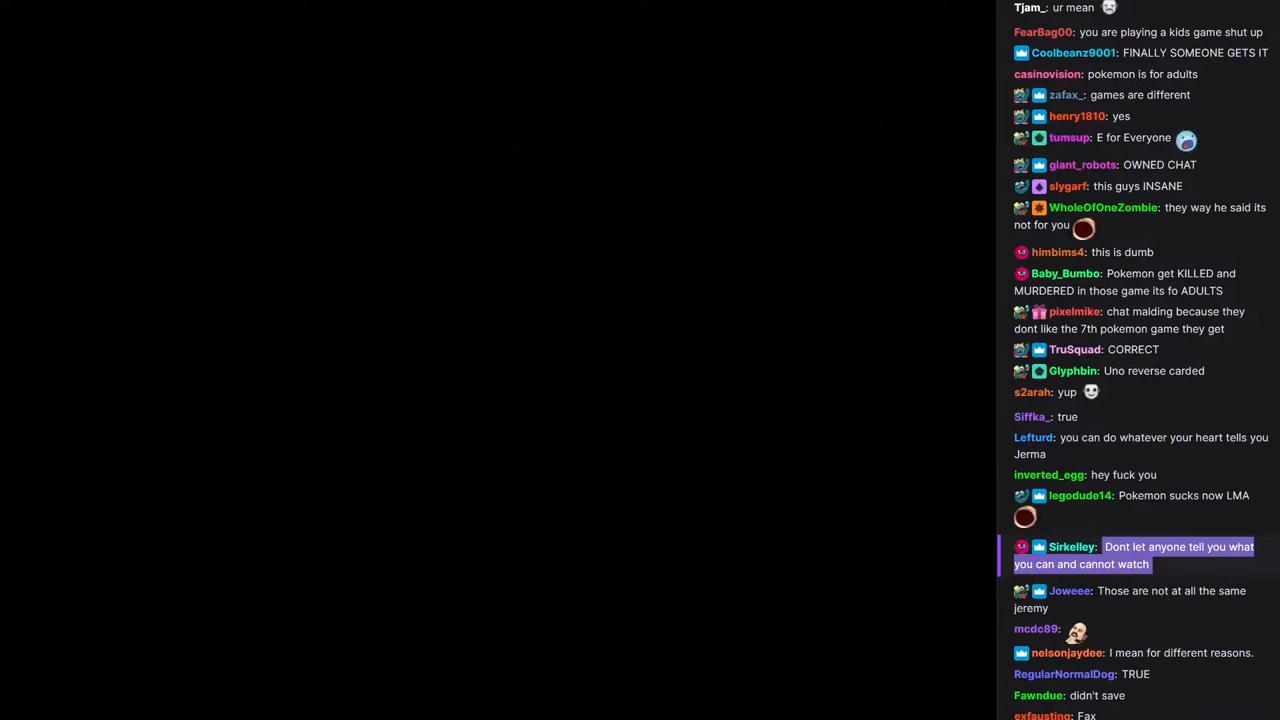 Tjam_: ur mean
FearBag00: you are playing a kids game shut up
Coolbeanz9001: FINALLY SOMEONE GETS IT
casinovision: pokemon is for adults
zafax_: games are different
henry1810: yes
tumsup: E for Everyone
giant_robots: OWNED CHAT
slygarf: this guys INSANE
WholeOfOneZombie: they way he said its
not for you
himbims4: this is dumb
Baby_Bumbo: Pokemon get KILLED and
MURDERED in those game its fo ADULTS
pixelmike: chat malding because they
dont like the 7th pokemon game they get
TruSquad: CORRECT
Glyphbin: Uno reverse carded
s2arah: yup
Siffka_: true
Lefturd: you can do whatever your heart tells you
Jerma
inverted_egg: hey fuck you
legodude14: Pokemon sucks now LMA
Sirkelley: Dont let anyone tell you what
you can and cannot watch
Joweee: Those are not at all the same
jeremy
mcdc89:
nelsonjaydee: I mean for different reasons.
RegularNormalDog: TRUE
Fawndue: didn't save
exfausting: Fax